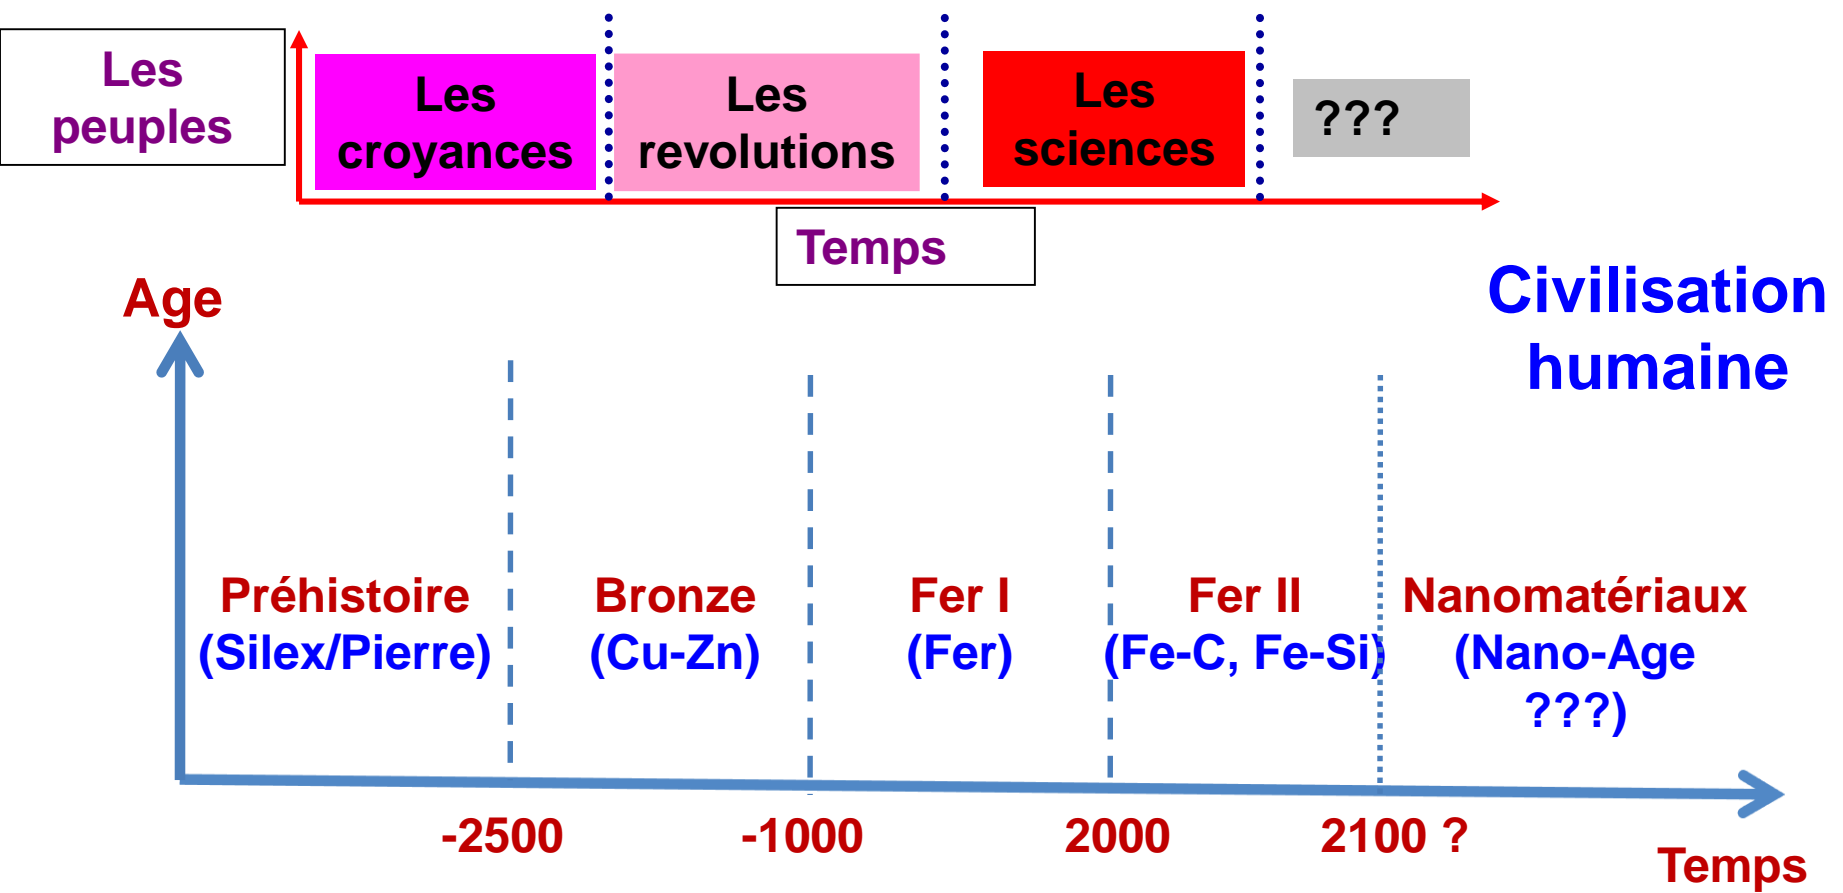 Les
peuples
Les
croyances
Les
revolutions
Les
sciences
???
Temps
Civilisation
humaine
Age
Préhistoire
(Silex/Pierre)
Bronze
(Cu-Zn)
Fer I
(Fer)
Fer II
(Fe-C, Fe-Si)
Nanomatériaux
(Nano-Age
???)
-2500
-1000
2000
2100 ?
Temps